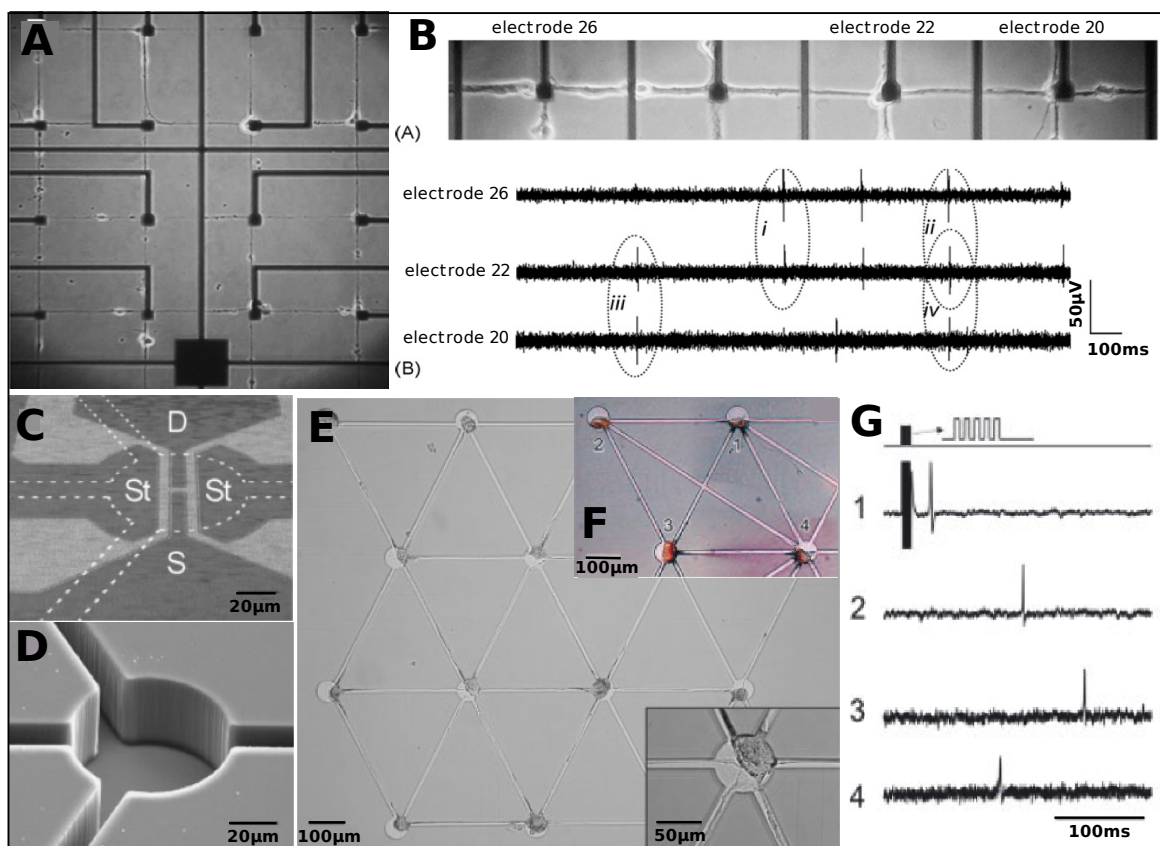 A
B
electrode 26
electrode 22
electrode 20
(A)
electrode 26
i
ii
electrode 22
iii
iv
50µV
electrode 20
100ms
(B)
C
D
St
St
S
20µm
D
20µm
E
100µm
50µm
F
2
1
3
4
100µm
G
1
2
3
4
100ms